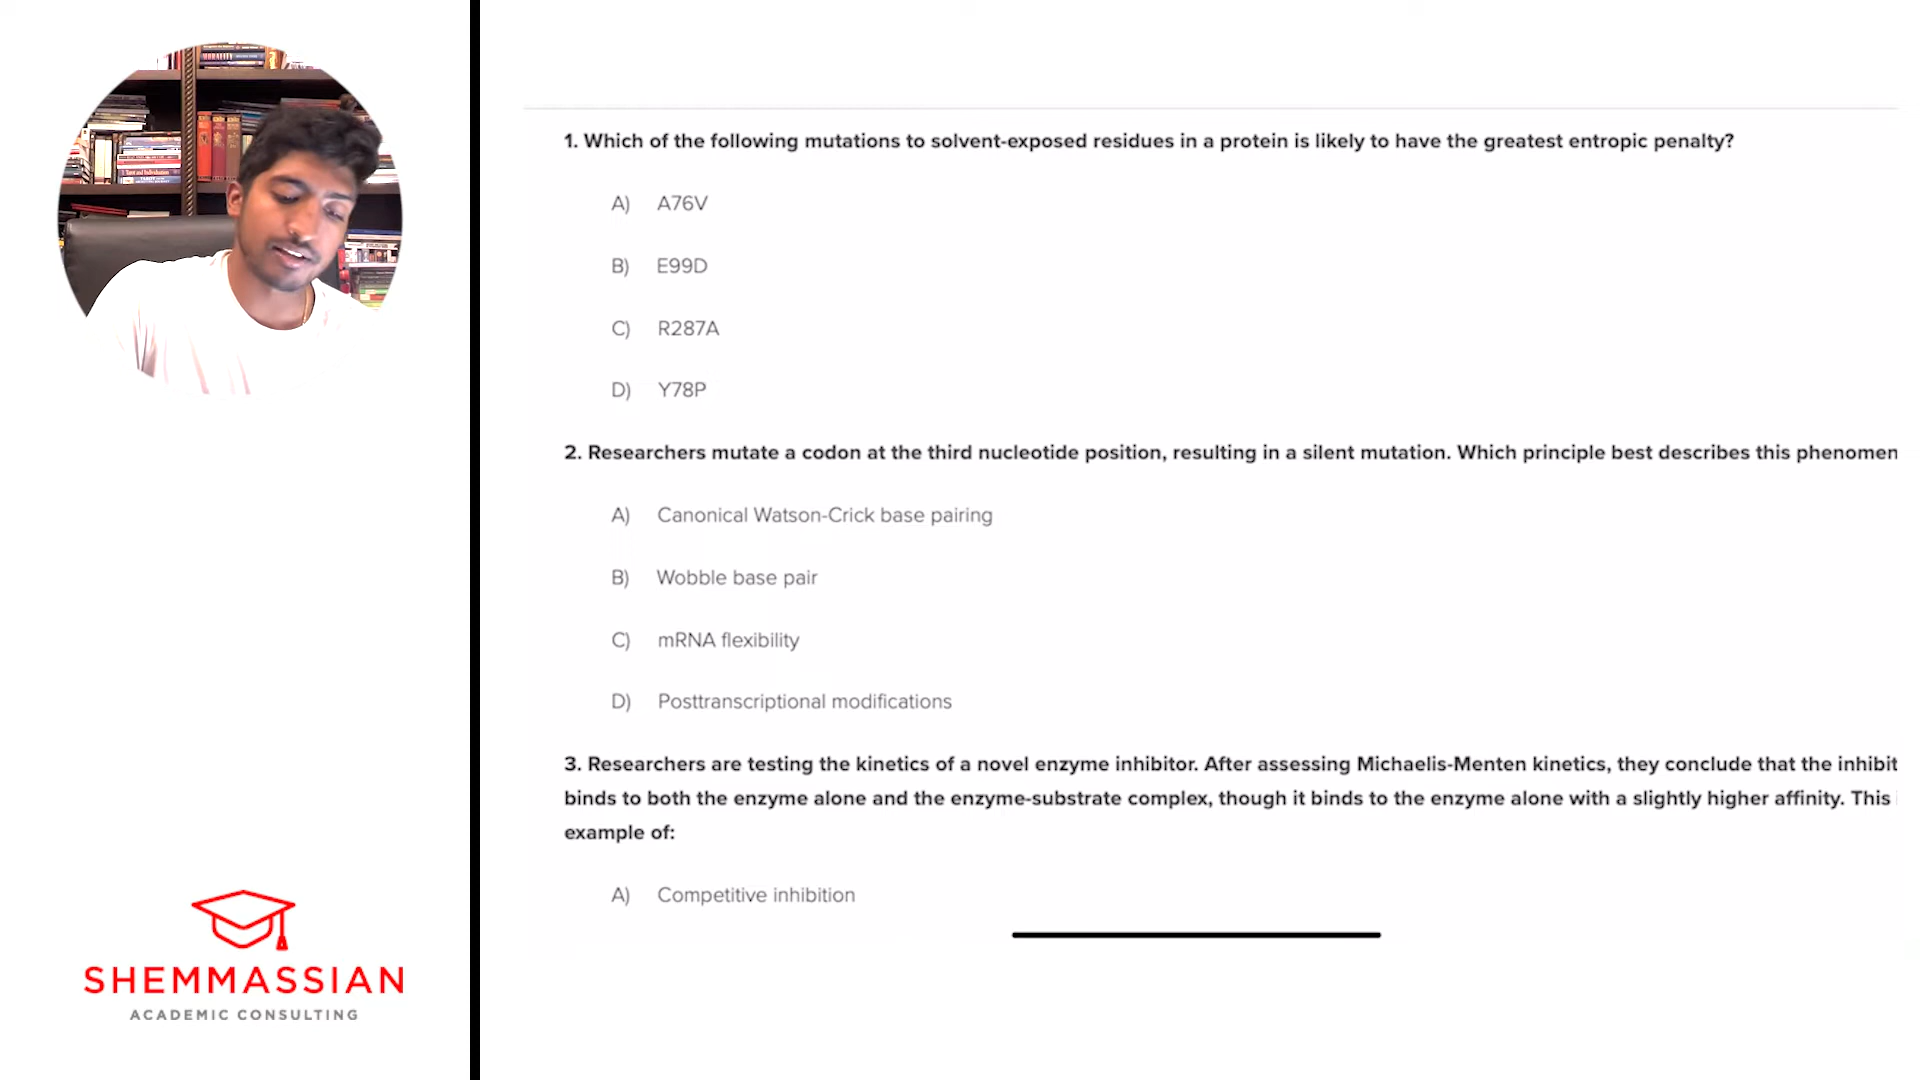 1. Which of the following mutations to solvent-exposed residues in a protein is likely to have the greatest entropic penalty?
A) A76V
B) E99D
C) R287A
D) Y78P
2. Researchers mutate a codon at the third nucleotide position, resulting in a silent mutation. Which principle best describes this phenomen
A) Canonical Watson-Crick base pairing
B) Wobble base pair
C) mRNA flexibility
D) Posttranscriptional modifications
3. Researchers are testing the kinetics of a novel enzyme inhibitor. After assessing Michaelis-Menten kinetics, they conclude that the inhibit
binds to both the enzyme alone and the enzyme-substrate complex, though it binds to the enzyme alone with a slightly higher affinity. This
example of:
A) Competitive inhibition
SHEMMASSIAN
ACADEMIC CONSULTING